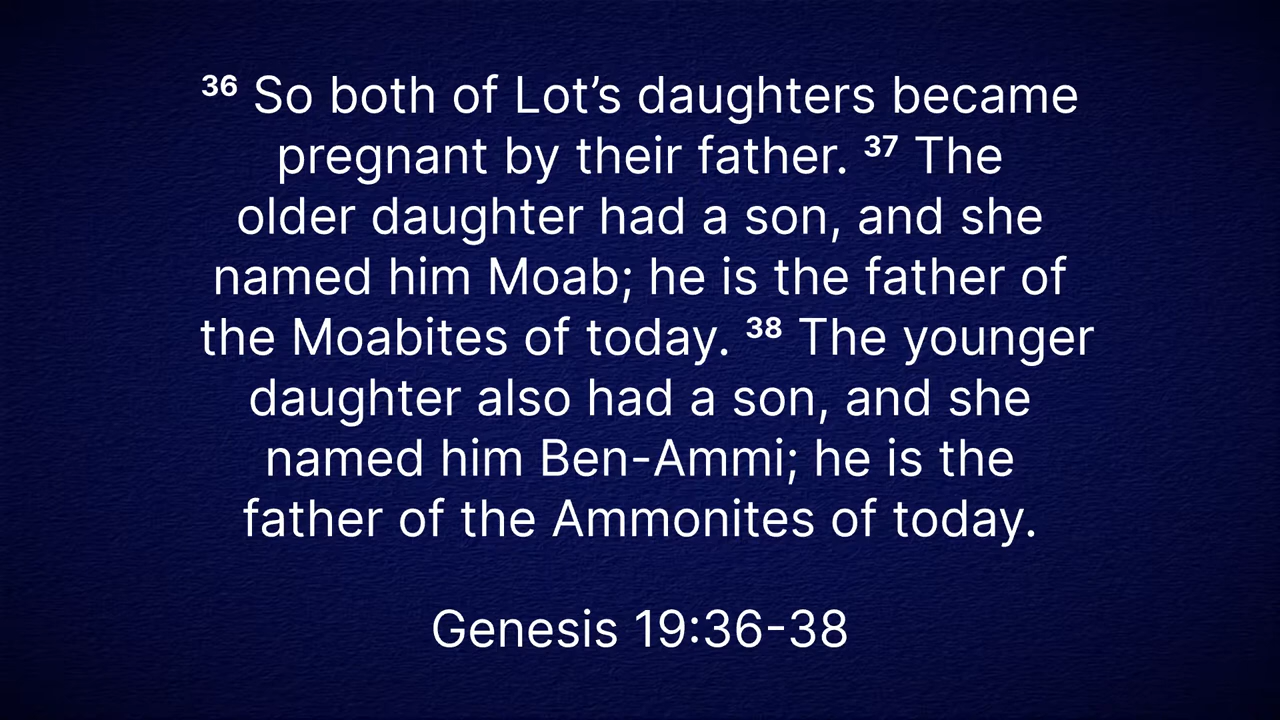 ³⁶ So both of Lot’s daughters became
pregnant by their father. ³⁷ The
older daughter had a son, and she
named him Moab; he is the father of
the Moabites of today. ³⁸ The younger
daughter also had a son, and she
named him Ben-Ammi; he is the
father of the Ammonites of today.
Genesis 19:36-38